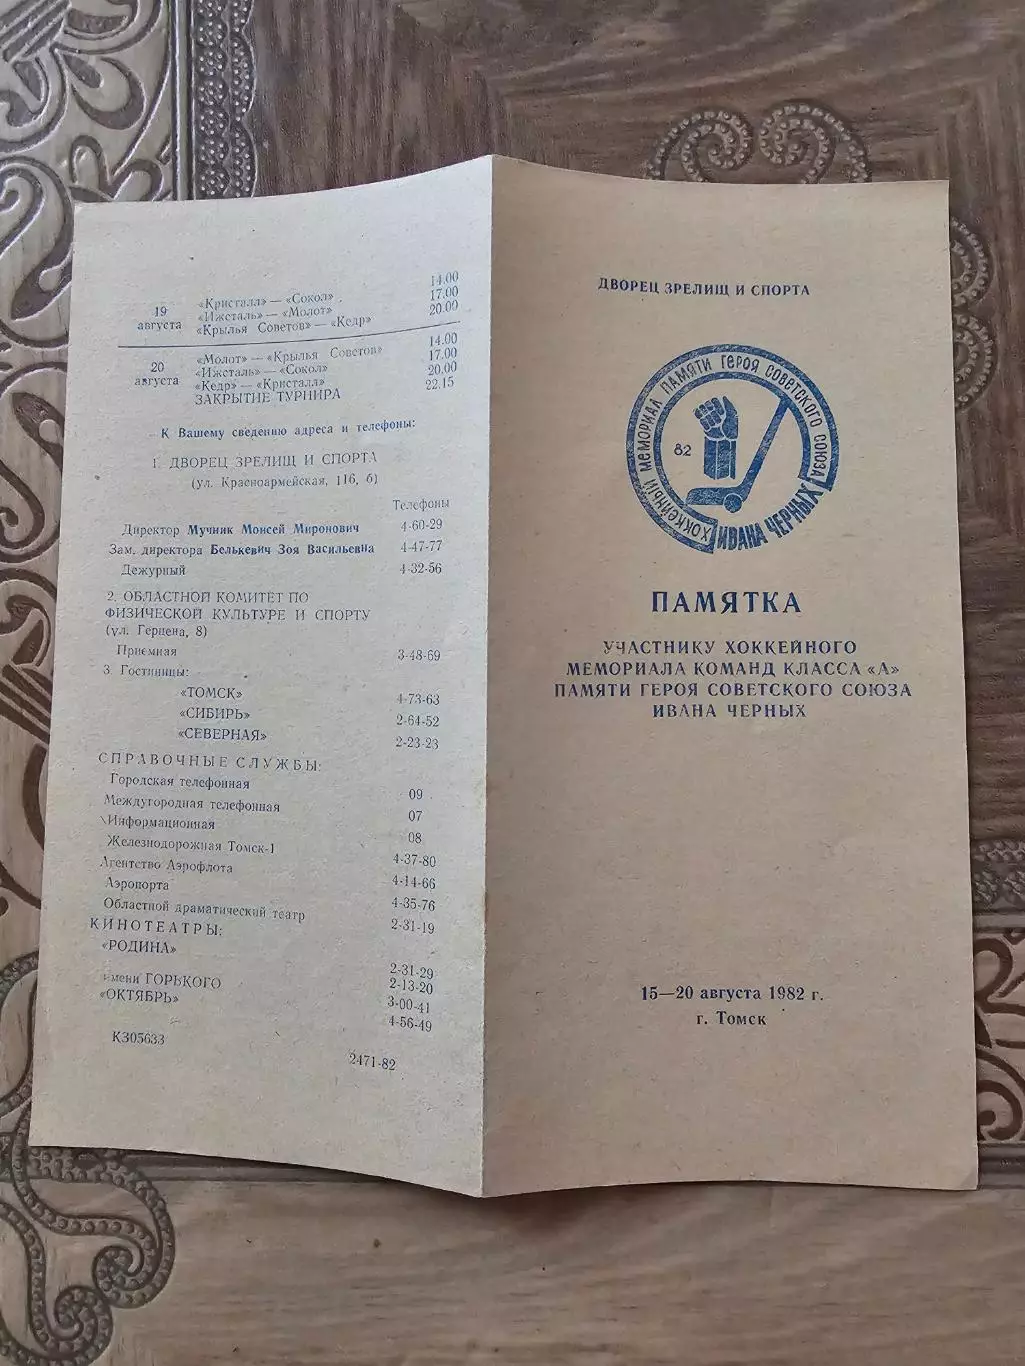 19 августа
«Кристалл» — «Сокол» 14.00
«Ижсталь» — «Молот» 17.00
«Крылья Советов» — «Кедр» 20.00
20 августа
«Молот» — «Крылья Советов» 14.00
«Ижсталь» — «Сокол» 17.00
«Кедр» — «Кристалл» 20.00
ЗАКРЫТИЕ ТУРНИРА 22.15
К Вашему сведению адреса и телефоны:
1. ДВОРЕЦ ЗРЕЛИЩ И СПОРТА
(ул. Красноармейская, 116, б)
Телефоны
Директор Мучник Моисей Миронович 4-60-29
Зам. директора Белькевич Зоя Васильевна 4-47-77
Дежурный 4-32-56
2. ОБЛАСТНОЙ КОМИТЕТ ПО
ФИЗИЧЕСКОЙ КУЛЬТУРЕ И СПОРТУ
(ул. Герцена, 8)
Приемная 3-48-69
3. Гостиницы:
«ТОМСК» 4-73-63
«СИБИРЬ» 2-64-52
«СЕВЕРНАЯ» 2-23-23
СПРАВОЧНЫЕ СЛУЖБЫ:
Городская телефонная 09
Междугородная телефонная 07
Информационная 08
Железнодорожная Томск-1 4-37-80
Агентство Аэрофлота 4-14-66
Аэропорта 4-35-76
Областной драматический театр 2-31-19
КИНОТЕАТРЫ:
«РОДИНА» 2-31-29
2-13-20
имени ГОРЬКОГО 3-00-41
«ОКТЯБРЬ» 4-56-49
КЗ05633
2471-82
ДВОРЕЦ ЗРЕЛИЩ И СПОРТА
ХОККЕЙНЫЙ МЕМОРИАЛ ПАМЯТИ ГЕРОЯ СОВЕТСКОГО СОЮЗА
ИВАНА ЧЕРНЫХ
82
ПАМЯТКА
УЧАСТНИКУ ХОККЕЙНОГО
МЕМОРИАЛА КОМАНД КЛАССА «А»
ПАМЯТИ ГЕРОЯ СОВЕТСКОГО СОЮЗА
ИВАНА ЧЕРНЫХ
15—20 августа 1982 г.
г. Томск